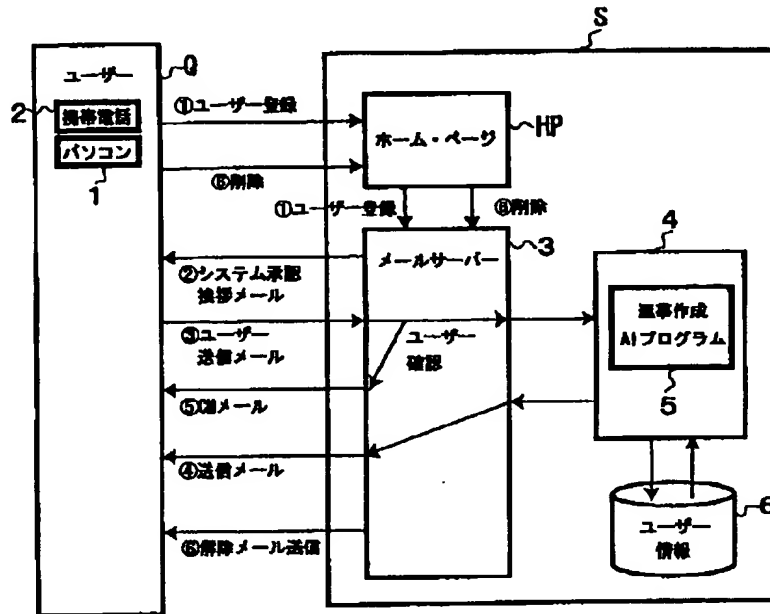 S
ユーザー
Q
2
携帯電話
パソコン
1
①ユーザー登録
⑥削除
ホーム・ページ
HP
①ユーザー登録
⑥削除
②システム承認
挨拶メール
③ユーザー
送信メール
⑤CMメール
④送信メール
⑥解除メール送信
メールサーバー
3
ユーザー
確認
4
返事作成
AIプログラム
5
ユーザー
情報
6